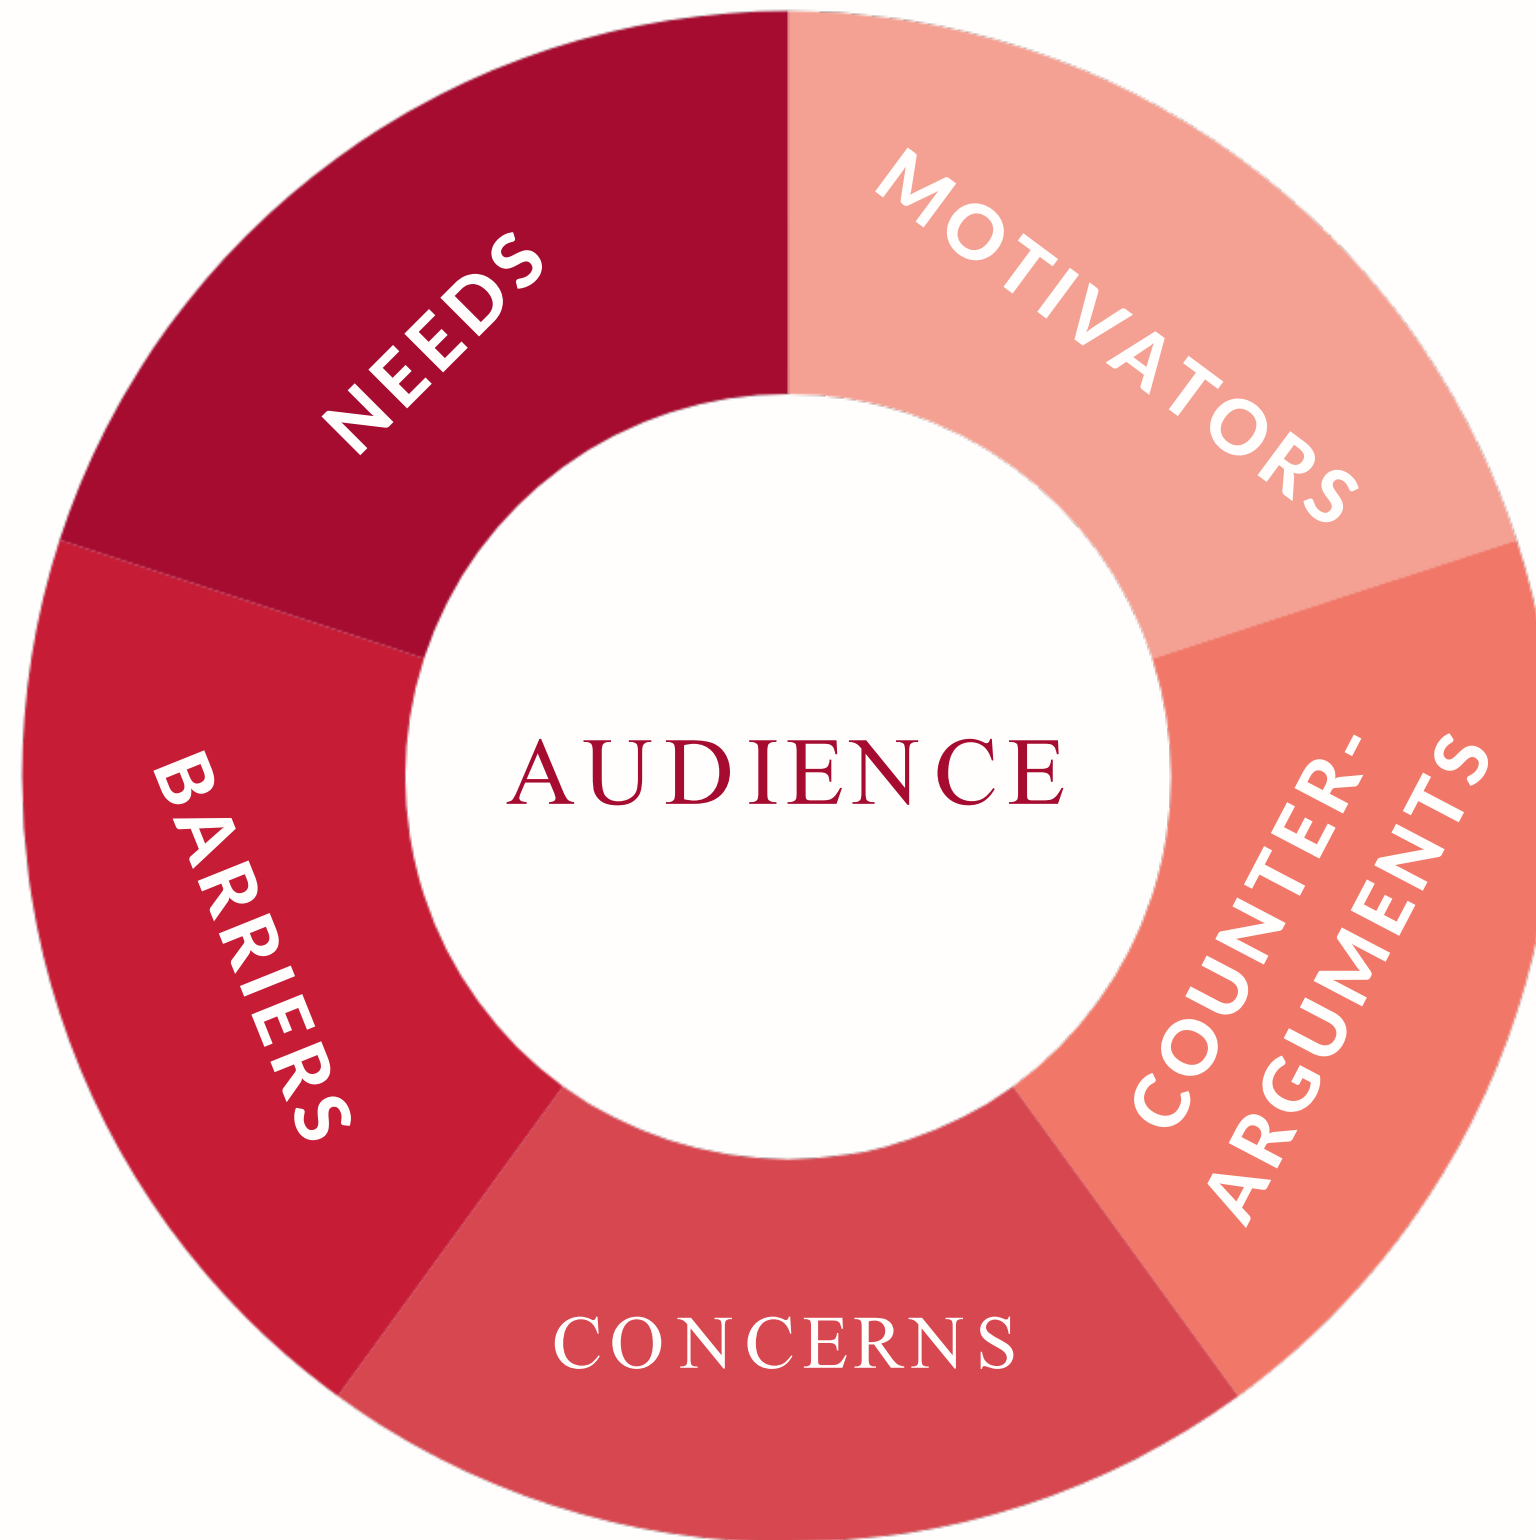 NEEDS
MOTIVATORS
AUDIENCE
BARRIERS
COUNTER-
ARGUMENTS
CONCERNS